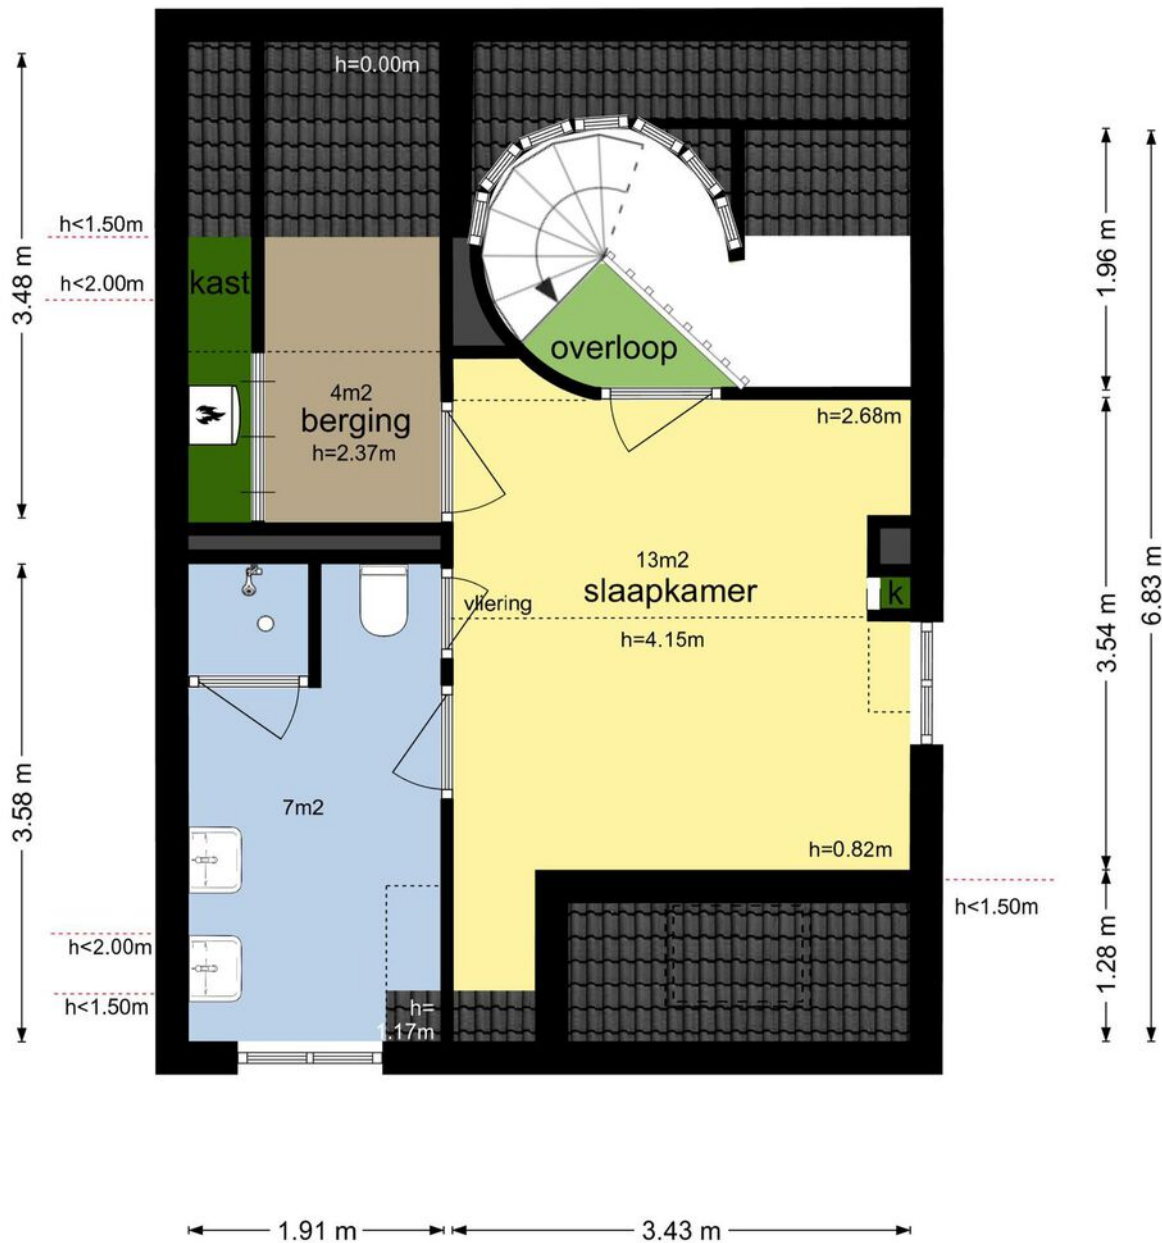 h=0.00m
h<1.50m
h<2.00m
kast
3.48 m
1.96 m
overloop
4m2
berging
h=2.37m
h=2.68m
13m2
slaapkamer
k
vliering
h=4.15m
3.54 m
6.83 m
7m2
3.58 m
h=0.82m
h<1.50m
h<2.00m
h<1.50m
h=
1.17m
1.28 m
1.91 m
3.43 m